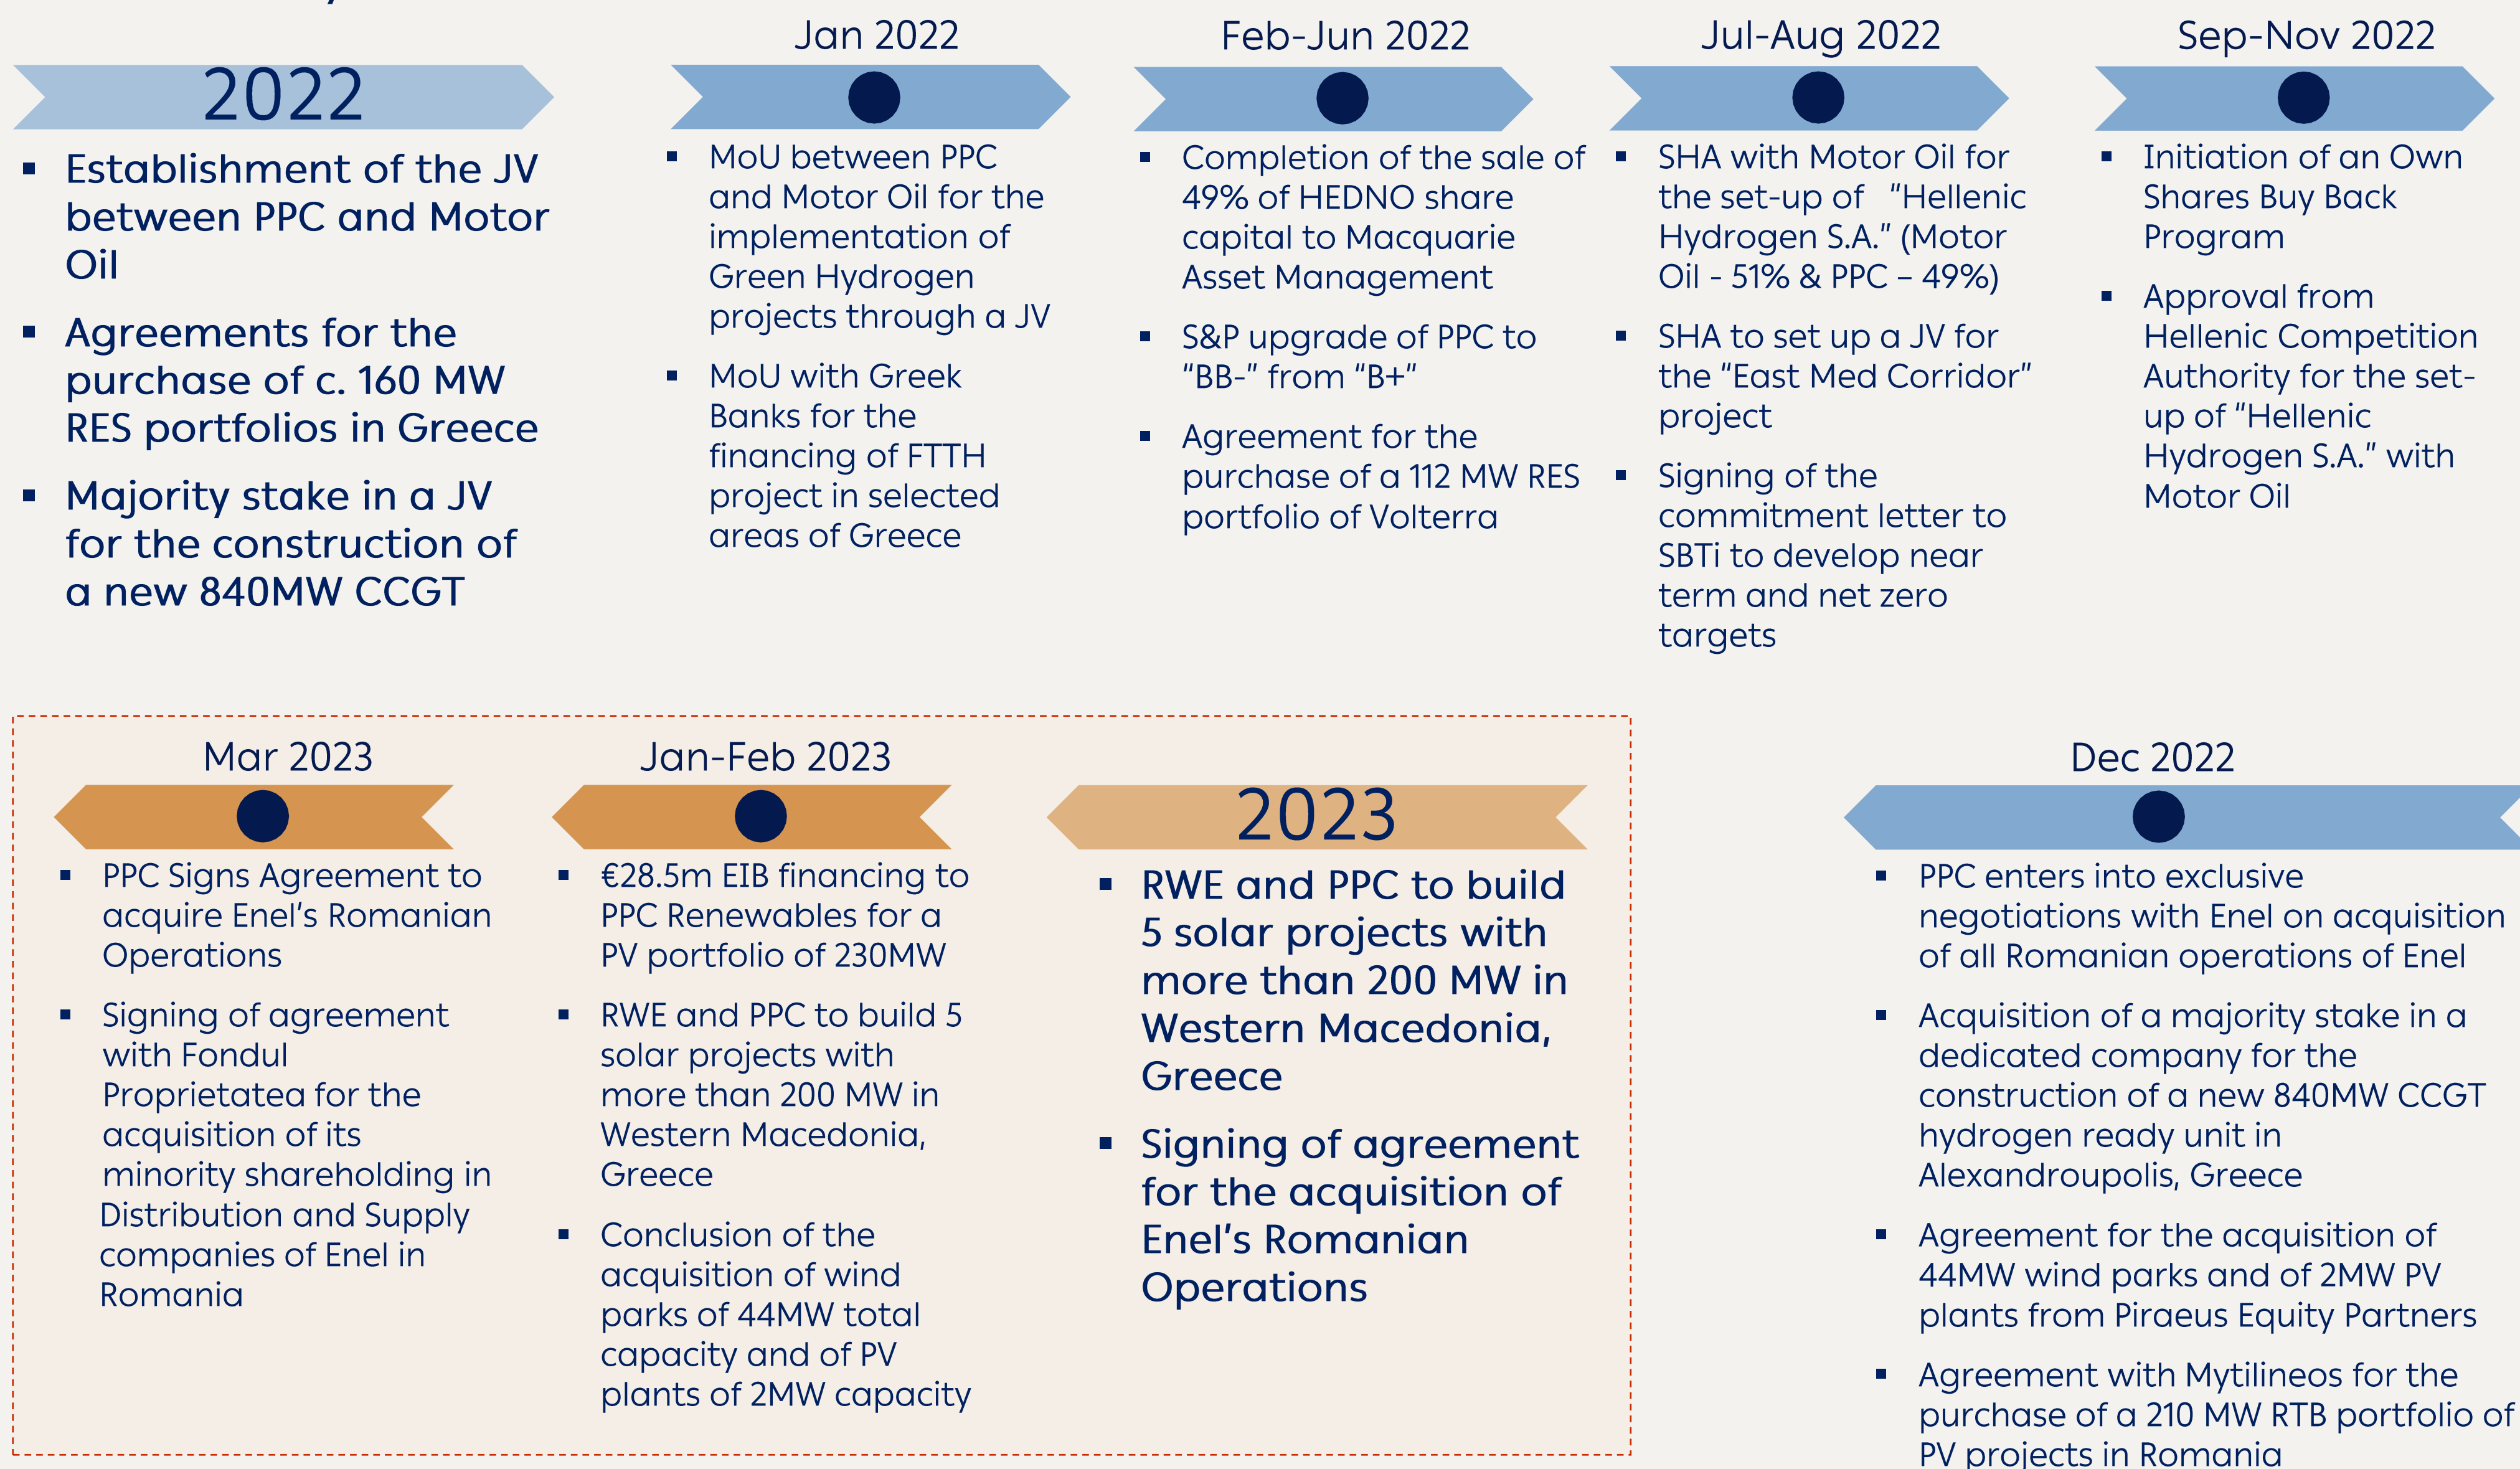 2022
▪ Establishment of the JV
between PPC and Motor
Oil
▪ Agreements for the
purchase of c. 160 MW
RES portfolios in Greece
▪ Majority stake in a JV
for the construction of
a new 840MW CCGT
Jan 2022
▪ MoU between PPC
and Motor Oil for the
implementation of
Green Hydrogen
projects through a JV
▪ MoU with Greek
Banks for the
financing of FTTH
project in selected
areas of Greece
Feb-Jun 2022
▪ Completion of the sale of
49% of HEDNO share
capital to Macquarie
Asset Management
▪ S&P upgrade of PPC to
“BB-” from “B+”
▪ Agreement for the
purchase of a 112 MW RES
portfolio of Volterra
Jul-Aug 2022
▪ SHA with Motor Oil for
the set-up of “Hellenic
Hydrogen S.A.” (Motor
Oil - 51% & PPC – 49%)
▪ SHA to set up a JV for
the “East Med Corridor”
project
▪ Signing of the
commitment letter to
SBTi to develop near
term and net zero
targets
Sep-Nov 2022
▪ Initiation of an Own
Shares Buy Back
Program
▪ Approval from
Hellenic Competition
Authority for the set-
up of “Hellenic
Hydrogen S.A.” with
Motor Oil
Dec 2022
▪ PPC enters into exclusive
negotiations with Enel on acquisition
of all Romanian operations of Enel
▪ Acquisition of a majority stake in a
dedicated company for the
construction of a new 840MW CCGT
hydrogen ready unit in
Alexandroupolis, Greece
▪ Agreement for the acquisition of
44MW wind parks and of 2MW PV
plants from Piraeus Equity Partners
▪ Agreement with Mytilineos for the
purchase of a 210 MW RTB portfolio of
PV projects in Romania
2023
▪ RWE and PPC to build
5 solar projects with
more than 200 MW in
Western Macedonia,
Greece
▪ Signing of agreement
for the acquisition of
Enel’s Romanian
Operations
Jan-Feb 2023
▪ €28.5m EIB financing to
PPC Renewables for a
PV portfolio of 230MW
▪ RWE and PPC to build 5
solar projects with
more than 200 MW in
Western Macedonia,
Greece
▪ Conclusion of the
acquisition of wind
parks of 44MW total
capacity and of PV
plants of 2MW capacity
Mar 2023
▪ PPC Signs Agreement to
acquire Enel’s Romanian
Operations
▪ Signing of agreement
with Fondul
Proprietatea for the
acquisition of its
minority shareholding in
Distribution and Supply
companies of Enel in
Romania